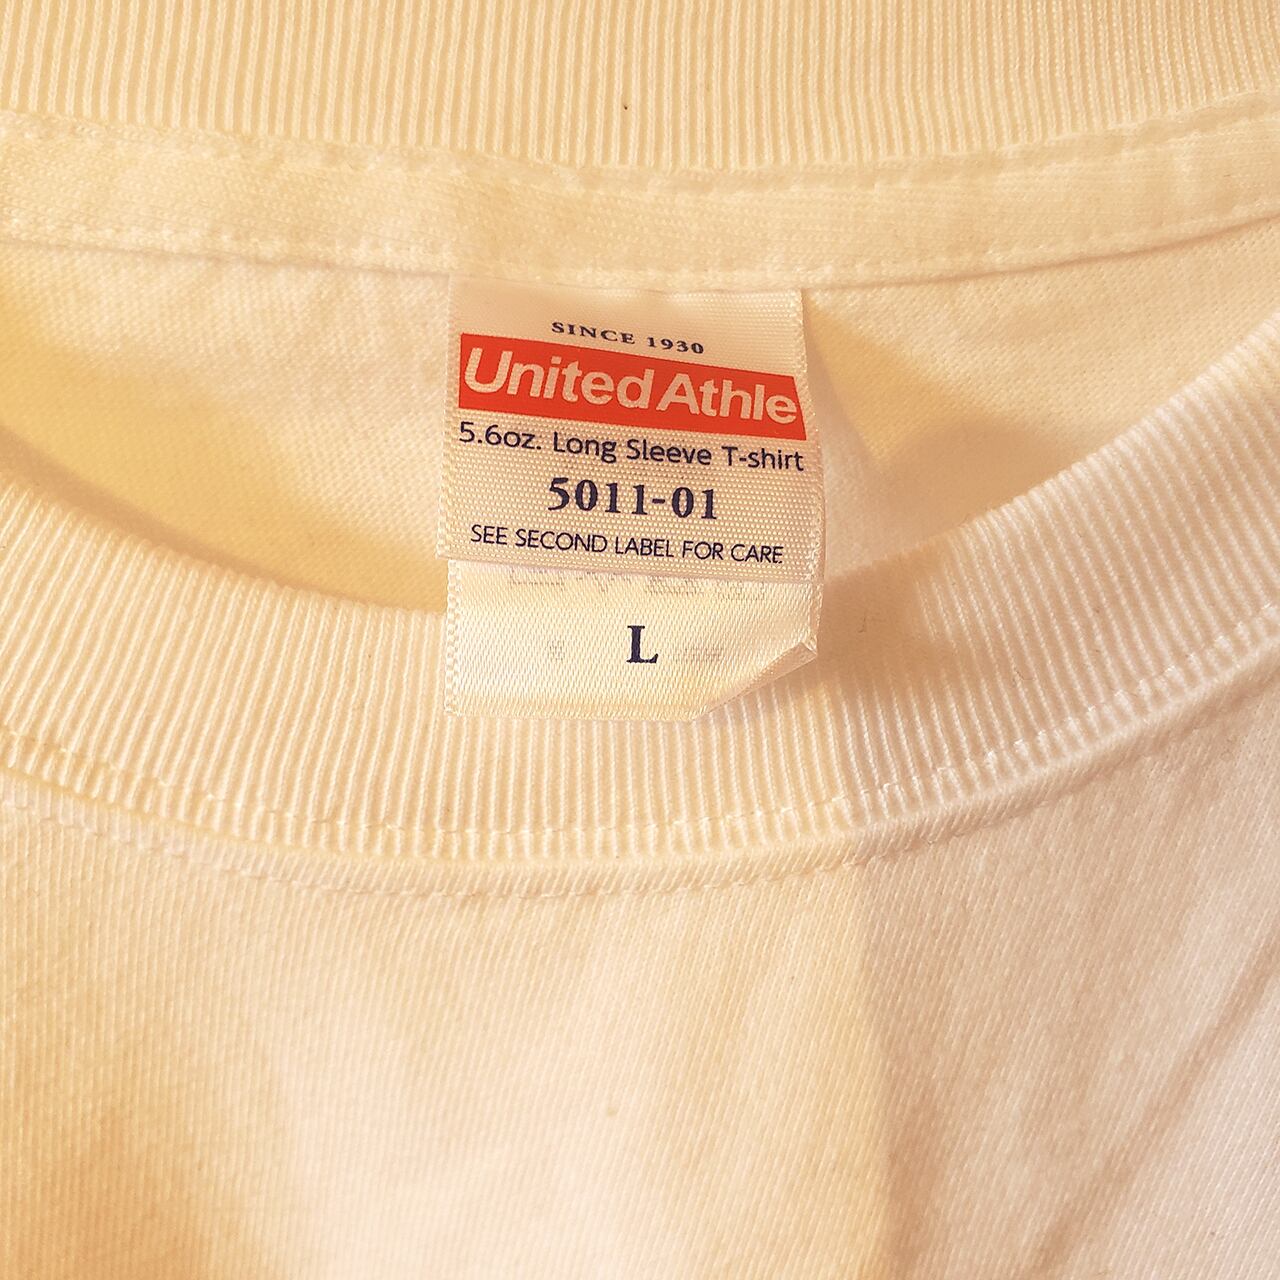 SINCE 1930
United Athle
5.6oz. Long Sleeve T-shirt
5011-01
SEE SECOND LABEL FOR CARE
L